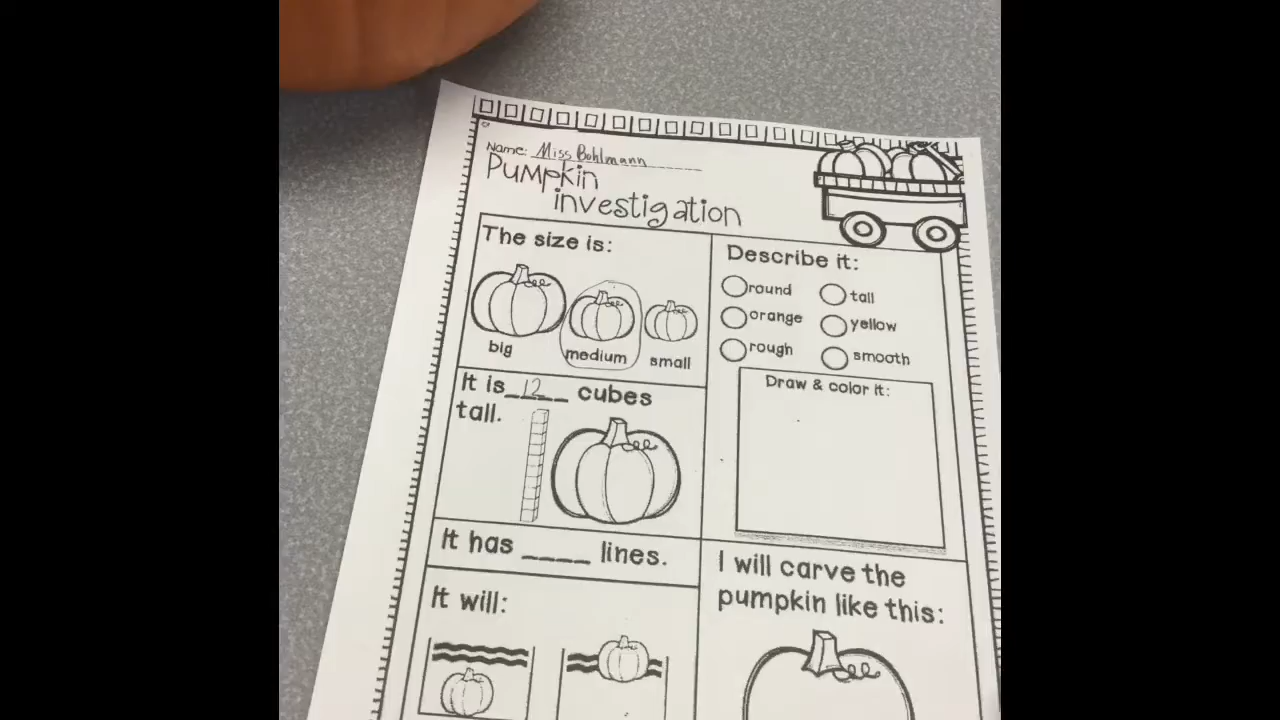 Name: Miss Bohlmann
Pumpkin
investigation
The size is:
big
medium
small
It is 12 cubes
tall.
It has ____ lines.
It will:
Describe it:
round
tall
orange
yellow
rough
smooth
Draw & color it:
I will carve the
pumpkin like this: